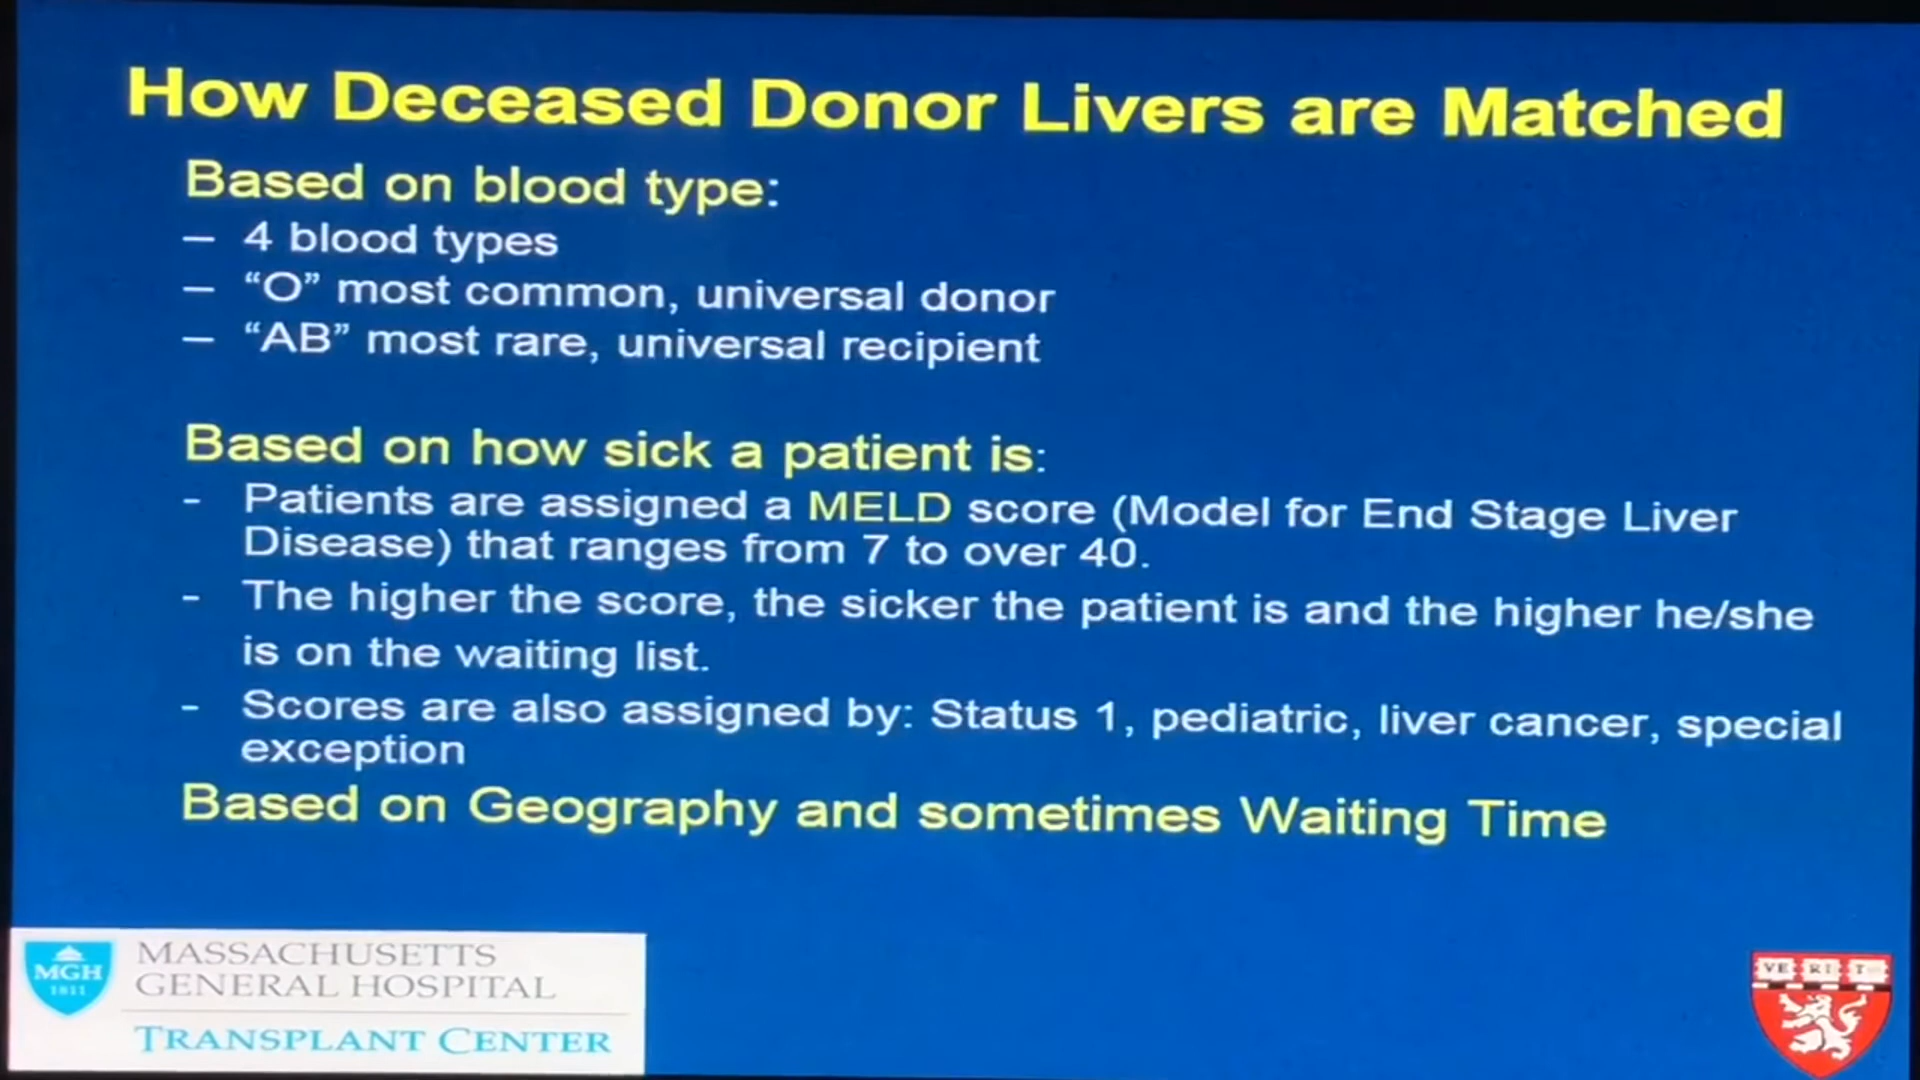 How Deceased Donor Livers are Matched
Based on blood type:
– 4 blood types
– “O” most common, universal donor
– “AB” most rare, universal recipient
Based on how sick a patient is:
- Patients are assigned a MELD score (Model for End Stage Liver
Disease) that ranges from 7 to over 40.
- The higher the score, the sicker the patient is and the higher he/she
is on the waiting list.
- Scores are also assigned by: Status 1, pediatric, liver cancer, special
exception
Based on Geography and sometimes Waiting Time
MGH
1811
MASSACHUSETTS
GENERAL HOSPITAL
TRANSPLANT CENTER
VE RI T